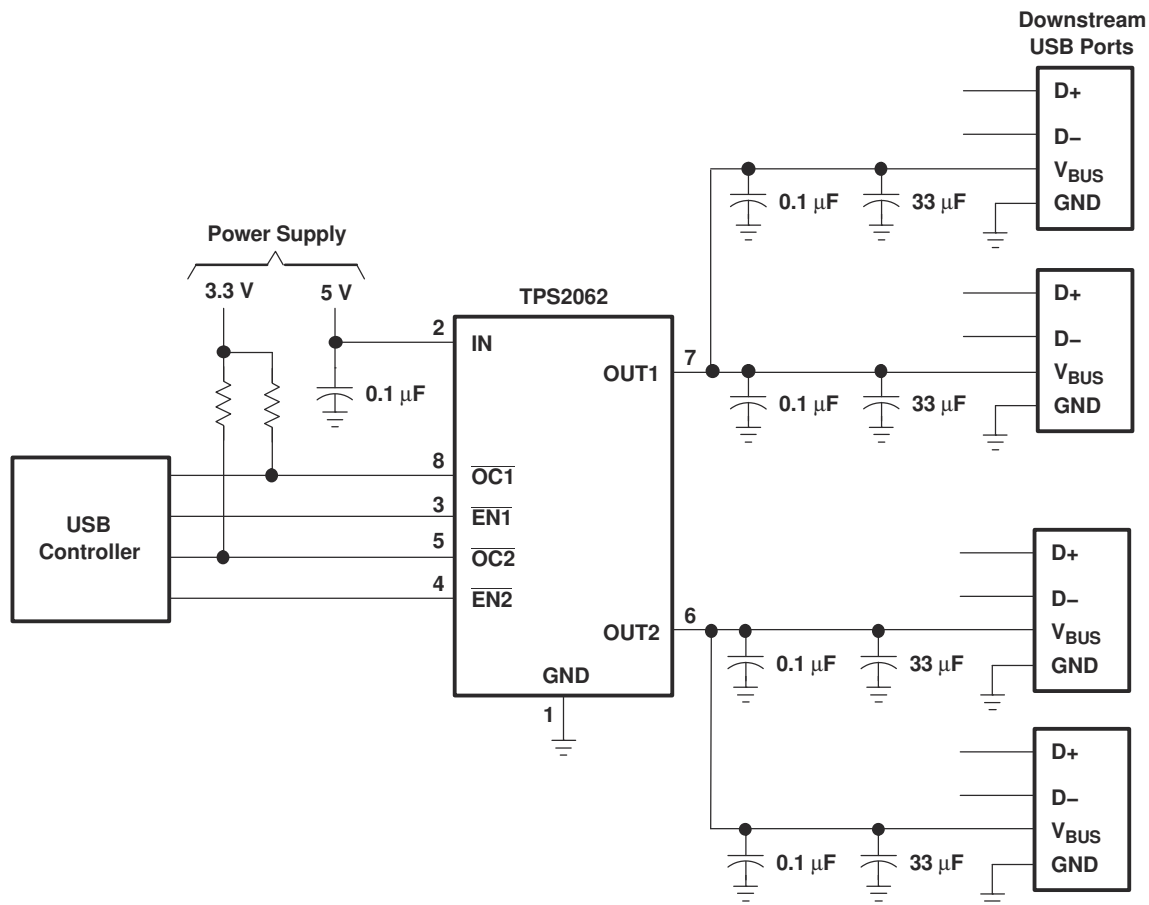 Downstream
USB Ports
D+
D−
VBUS
GND
0.1 μF
33 μF
Power Supply
3.3 V
5 V
0.1 μF
TPS2062
2
IN
7
OUT1
D+
D−
VBUS
GND
0.1 μF
33 μF
USB
Controller
8
OC1
3
EN1
5
OC2
4
EN2
6
OUT2
GND
1
D+
D−
VBUS
GND
0.1 μF
33 μF
D+
D−
VBUS
GND
0.1 μF
33 μF